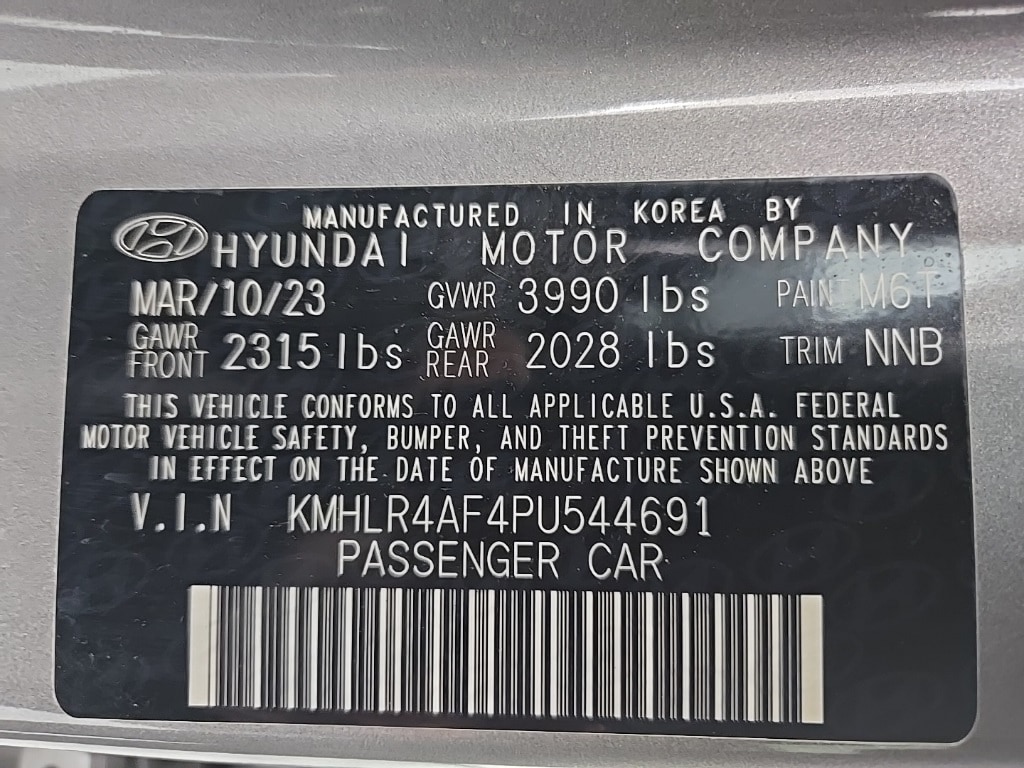 MANUFACTURED IN KOREA BY
HYUNDAI MOTOR COMPANY
MAR/10/23 GVWR 3990 lbs PAINT M6T
GAWR FRONT 2315 lbs GAWR REAR 2028 lbs TRIM NNB
THIS VEHICLE CONFORMS TO ALL APPLICABLE U.S.A. FEDERAL
MOTOR VEHICLE SAFETY, BUMPER, AND THEFT PREVENTION STANDARDS
IN EFFECT ON THE DATE OF MANUFACTURE SHOWN ABOVE
V.I.N KMHLR4AF4PU544691
PASSENGER CAR